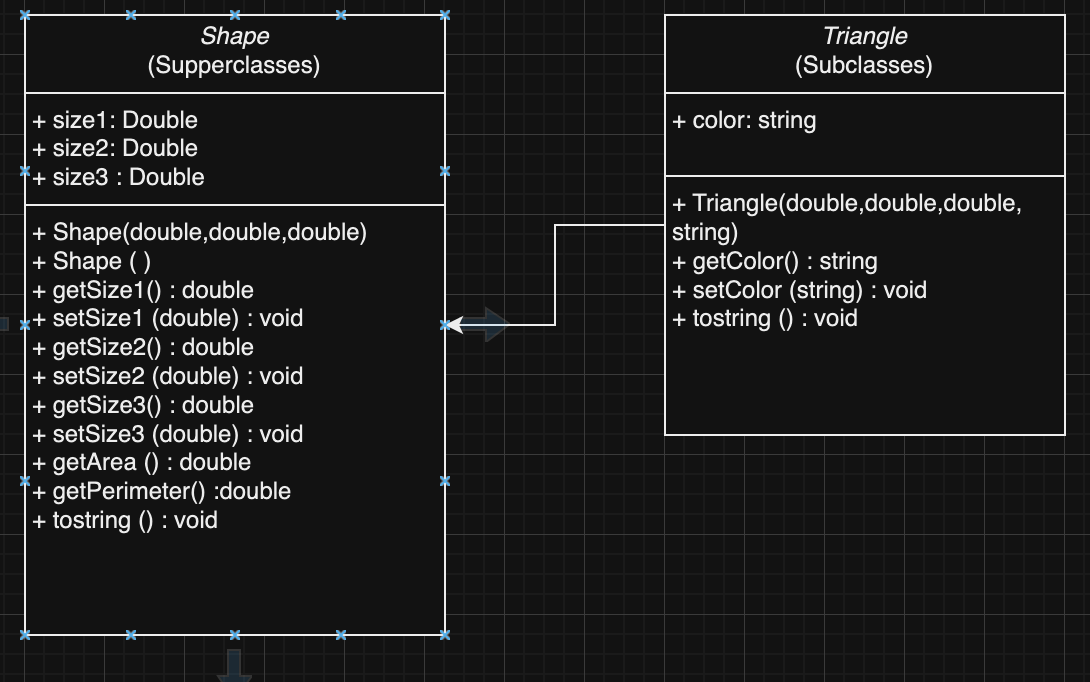 Shape
(Supperclasses)
+ size1: Double
+ size2: Double
+ size3 : Double
+ Shape(double,double,double)
+ Shape ( )
+ getSize1() : double
+ setSize1 (double) : void
+ getSize2() : double
+ setSize2 (double) : void
+ getSize3() : double
+ setSize3 (double) : void
+ getArea () : double
+ getPerimeter() :double
+ tostring () : void
Triangle
(Subclasses)
+ color: string
+ Triangle(double,double,double,
string)
+ getColor() : string
+ setColor (string) : void
+ tostring () : void